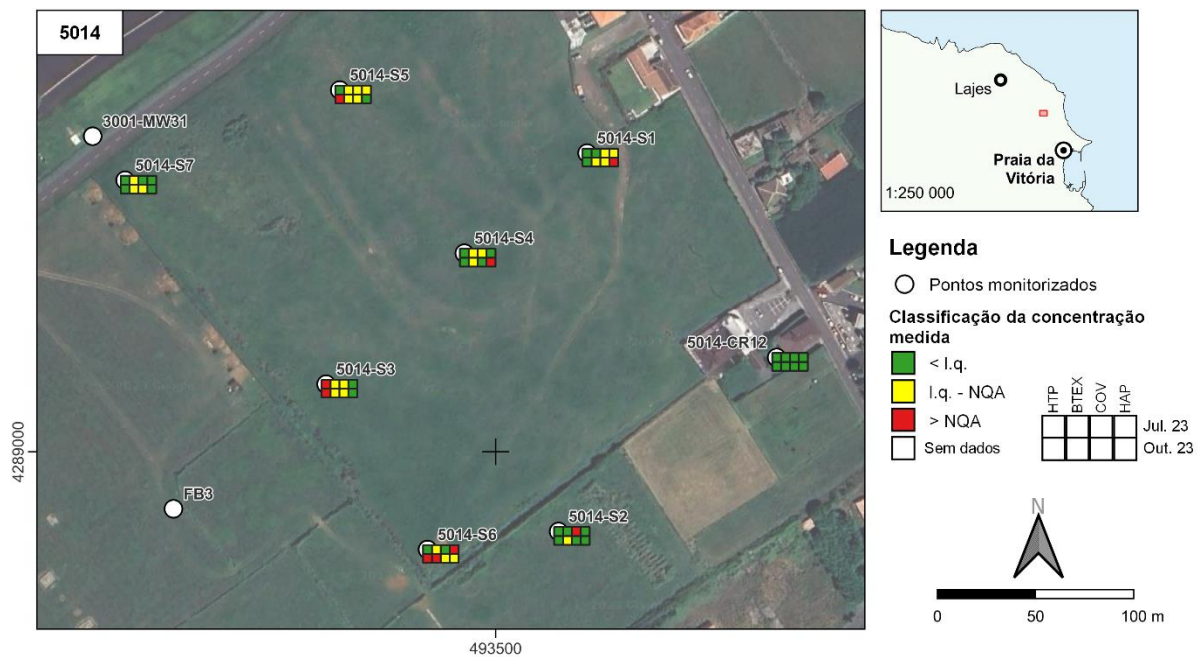 5014
5014-S5
3001-MW31
5014-S1
5014-S7
5014-S4
5014-CR12
5014-S3
4289000
FB3
5014-S2
5014-S6
493500
Lajes
Praia da
Vitória
1:250 000
Legenda
Pontos monitorizados
Classificação da concentração
medida
< l.q.
l.q. - NQA
> NQA
Sem dados
HTP
BTEX
COV
HAP
Jul. 23
Out. 23
N
0 50 100 m